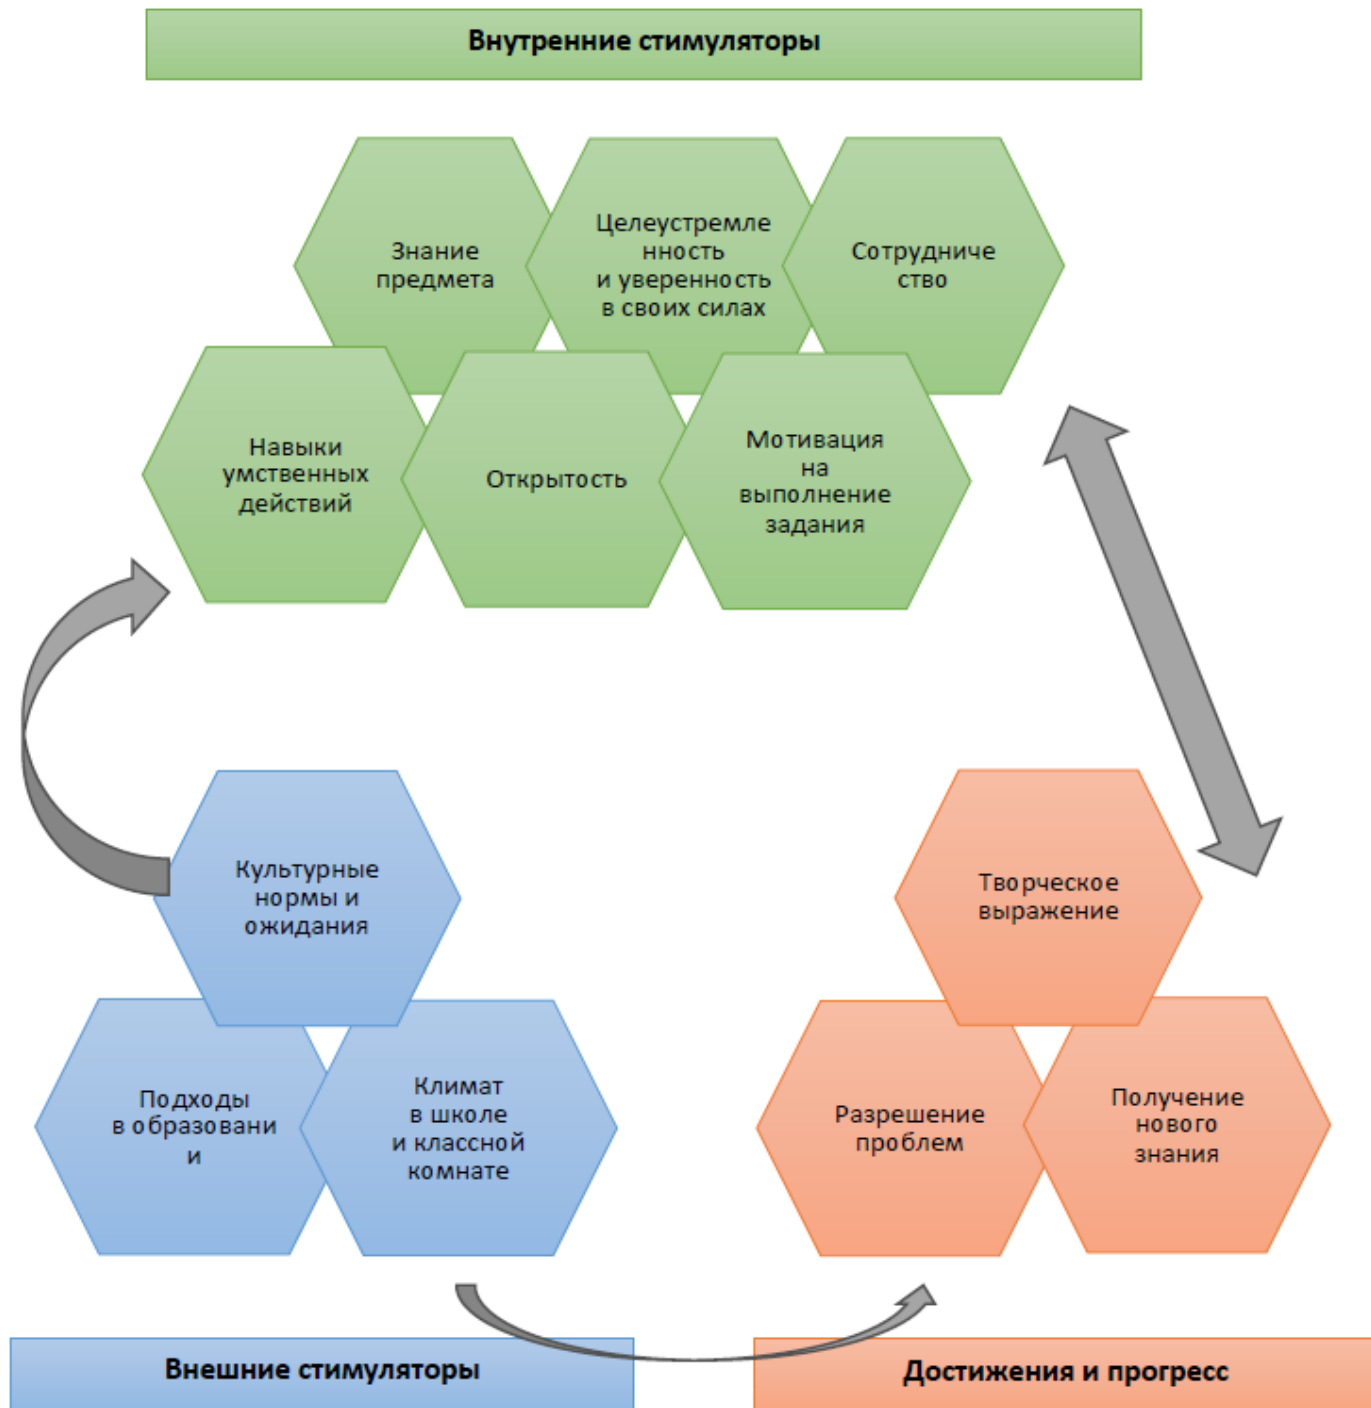 Внутренние стимуляторы
Знание
предмета
Целеустремле
нность
и уверенность
в своих силах
Сотрудниче
ство
Навыки
умственных
действий
Открытость
Мотивация
на
выполнение
задания
Культурные
нормы и
ожидания
Подходы
в образовани
и
Климат
в школе
и классной
комнате
Творческое
выражение
Разрешение
проблем
Получение
нового
знания
Внешние стимуляторы
Достижения и прогресс